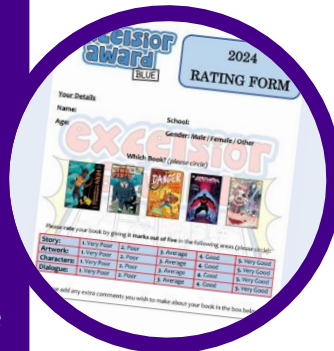 excelsior
award
BLUE
2024
RATING FORM
Your Details
Name:
School:
Age:
Gender: Male / Female / Other
excelsior
Which Book? (please circle)
DANGER
Please rate your book by giving it marks out of five in the following areas (please circle):
Story: 1. Very Poor 2. Poor 3. Average 4. Good 5. Very Good
Artwork: 1. Very Poor 2. Poor 3. Average 4. Good 5. Very Good
Characters: 1. Very Poor 2. Poor 3. Average 4. Good 5. Very Good
Dialogue: 1. Very Poor 2. Poor 3. Average 4. Good 5. Very Good
add any extra comments you wish to make about your book in the box